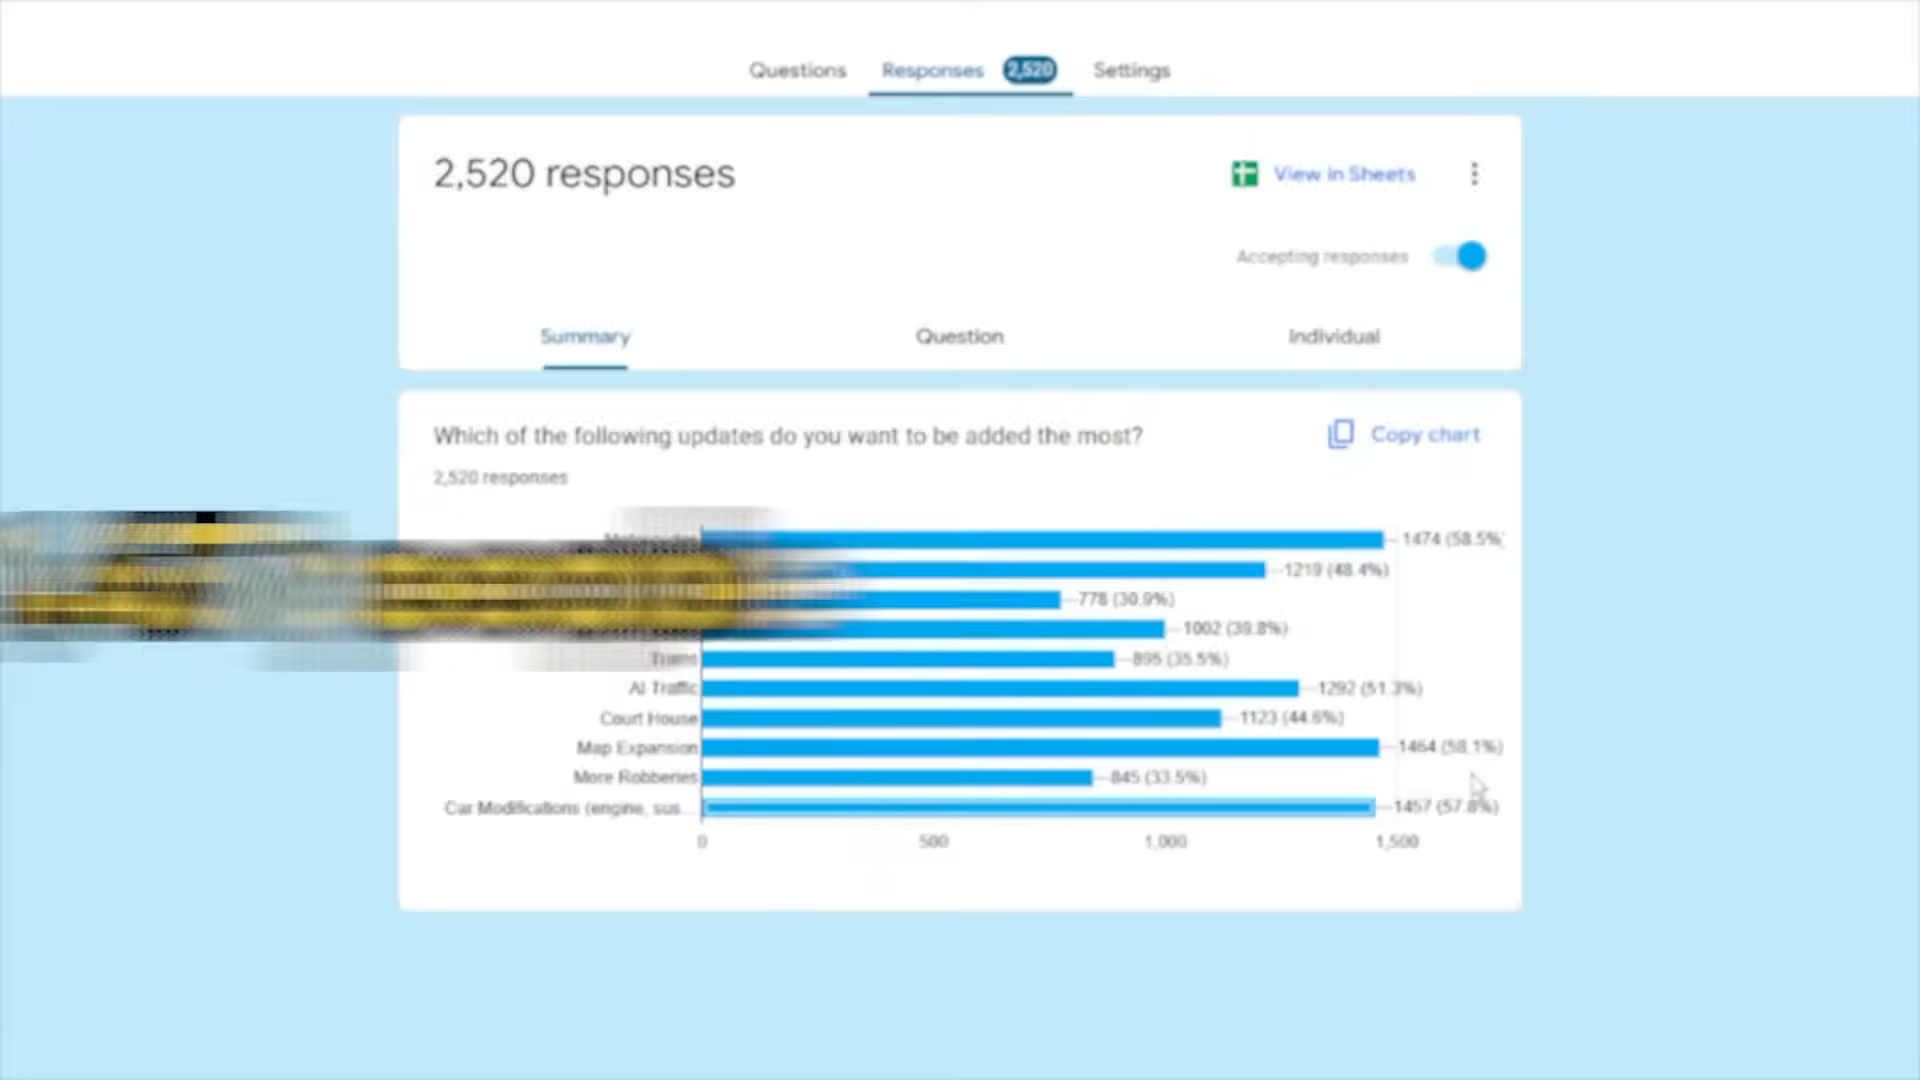 Questions Responses 2,520 Settings
2,520 responses
View in Sheets
Accepting responses
Summary Question Individual
Which of the following updates do you want to be added the most?
Copy chart
2,520 responses
1474 (58.5%)
1219 (48.4%)
778 (30.9%)
1002 (39.8%)
Trains 895 (35.5%)
AI Traffic 1292 (51.3%)
Court House 1123 (44.6%)
Map Expansion 1464 (58.1%)
More Robberies 845 (33.5%)
Car Modifications (engine, sus... 1457 (57.8%)
0 500 1,000 1,500